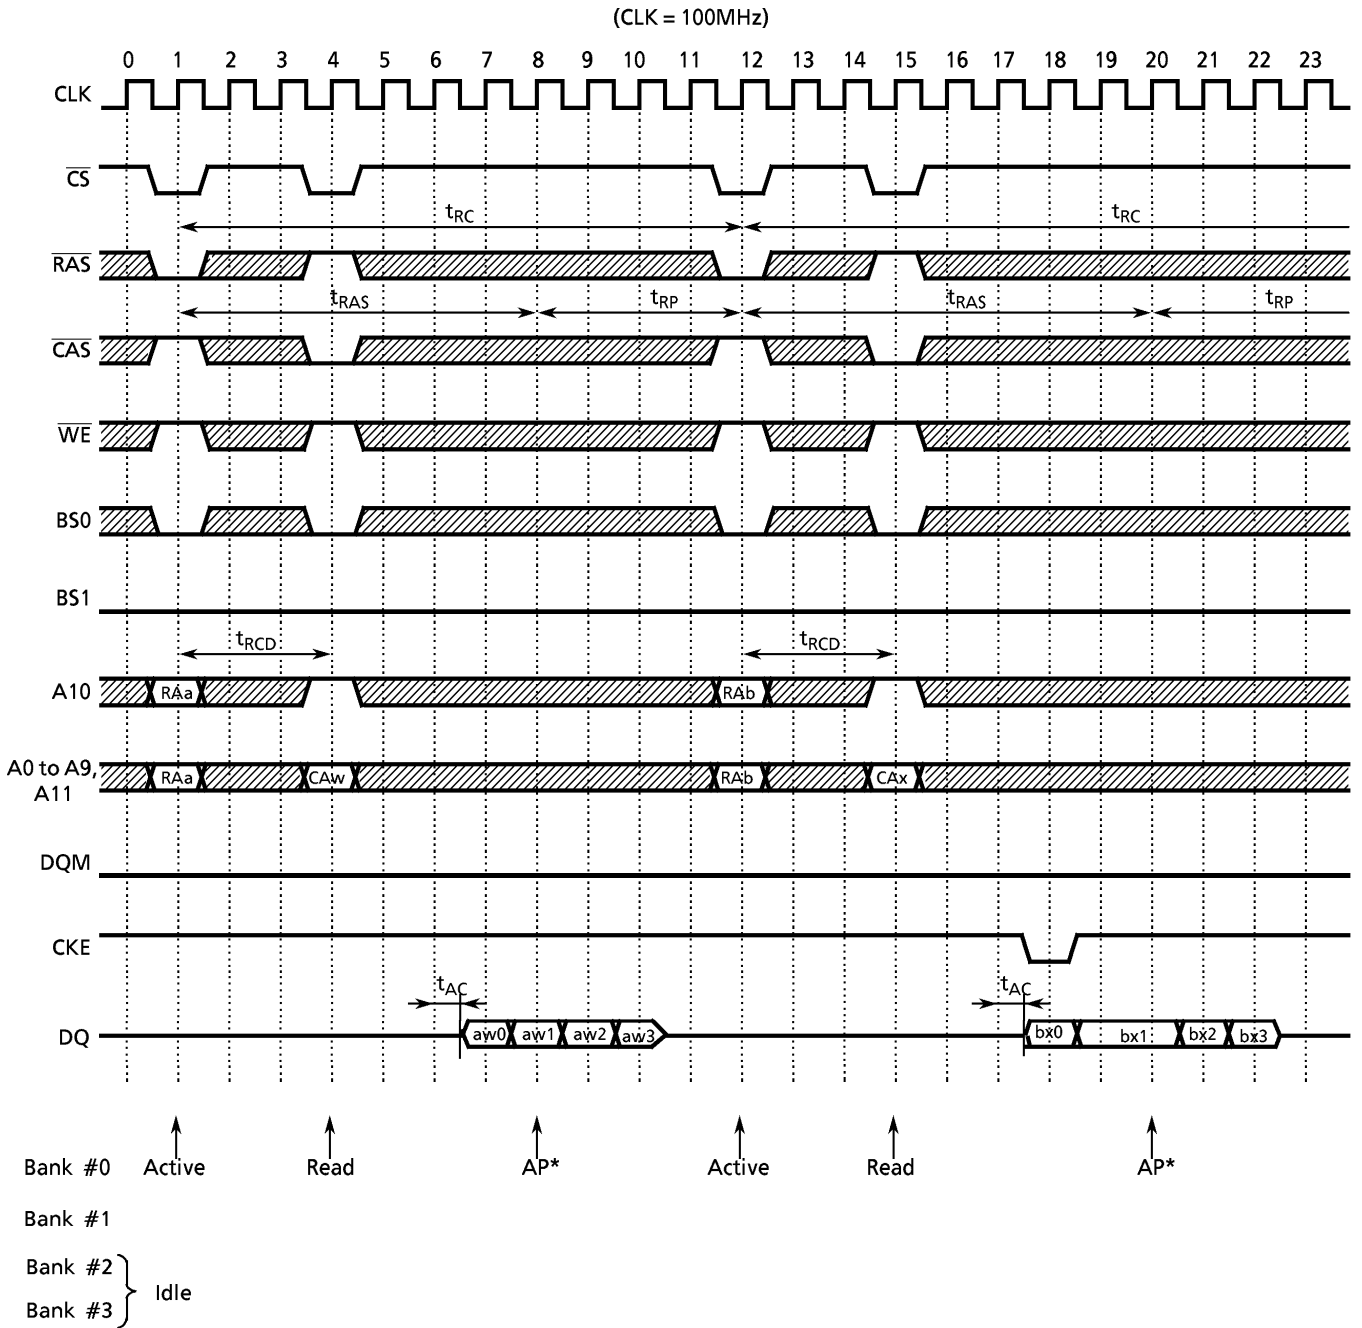 (CLK = 100MHz)
0 1 2 3 4 5 6 7 8 9 10 11 12 13 14 15 16 17 18 19 20 21 22 23
CLK
CS
tRC tRC
RAS
tRAS tRP tRAS tRP
CAS
WE
BS0
BS1
tRCD tRCD
A10 RAa RAb
A0 to A9, RAa CAw RAb CAx
A11
DQM
CKE
tAC tAC
DQ aw0 aw1 aw2 aw3 bx0 bx1 bx2 bx3
Bank #0 Active Read AP* Active Read AP*
Bank #1
Bank #2
Idle
Bank #3